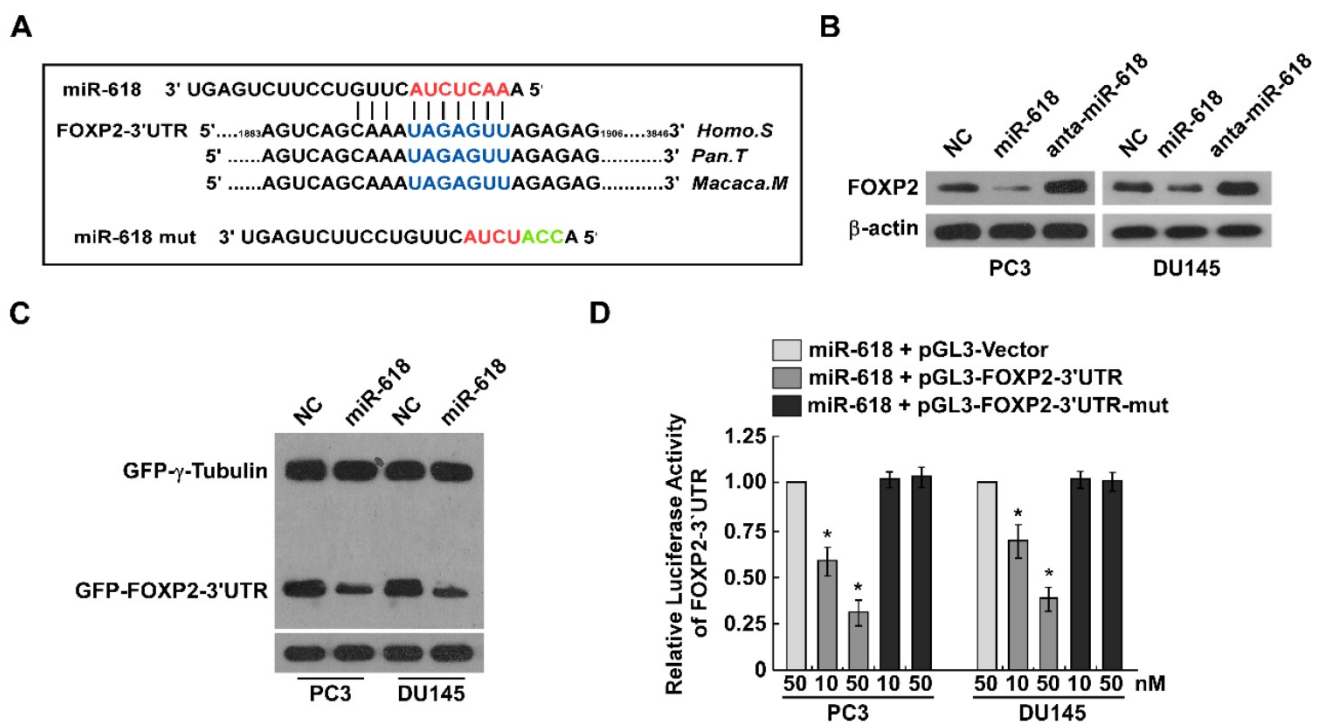 A
miR-618 3' UGAGUCUUCCUGUUCAUCUCAAA 5'
FOXP2-3'UTR 5'....1883AGUCAGCAAAUAGAGUUAGAGAG1906....3846 3' Homo.S
5' ......AGUCAGCAAAUAGAGUUAGAGAG...........3' Pan.T
5' ......AGUCAGCAAAUAGAGUUAGAGAG...........3' Macaca.M
miR-618 mut 3' UGAGUCUUCCUGUUCAUCUACCA 5'
B
NC miR-618 anta-miR-618 NC miR-618 anta-miR-618
FOXP2
β-actin
PC3 DU145
C
NC miR-618 NC miR-618
GFP-γ-Tubulin
GFP-FOXP2-3'UTR
PC3 DU145
D
miR-618 + pGL3-Vector
miR-618 + pGL3-FOXP2-3'UTR
miR-618 + pGL3-FOXP2-3'UTR-mut
Relative Luciferase Activity
of FOXP2-3`UTR
1.25
1.00
0.75
0.50
0.25
0
* * * *
50 10 50 10 50 50 10 50 10 50 nM
PC3 DU145